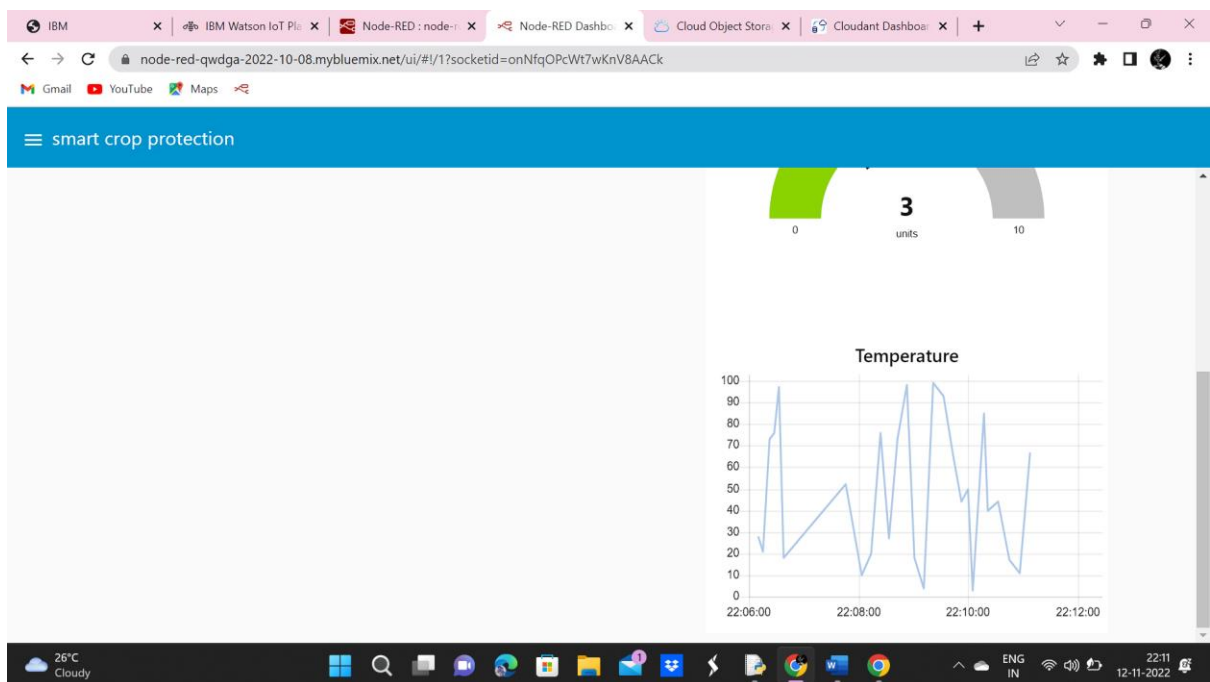 IBM
IBM Watson IoT Pla
Node-RED : node-r
Node-RED Dashbo
Cloud Object Storag
Cloudant Dashboar
node-red-qwdga-2022-10-08.mybluemix.net/ui/#!/1?socketid=onNfqOPcWt7wKnV8AACk
Gmail
YouTube
Maps
smart crop protection
3
0
units
10
Temperature
100
90
80
70
60
50
40
30
20
10
0
22:06:00
22:08:00
22:10:00
22:12:00
26°C
Cloudy
1
ENG
IN
22:11
12-11-2022